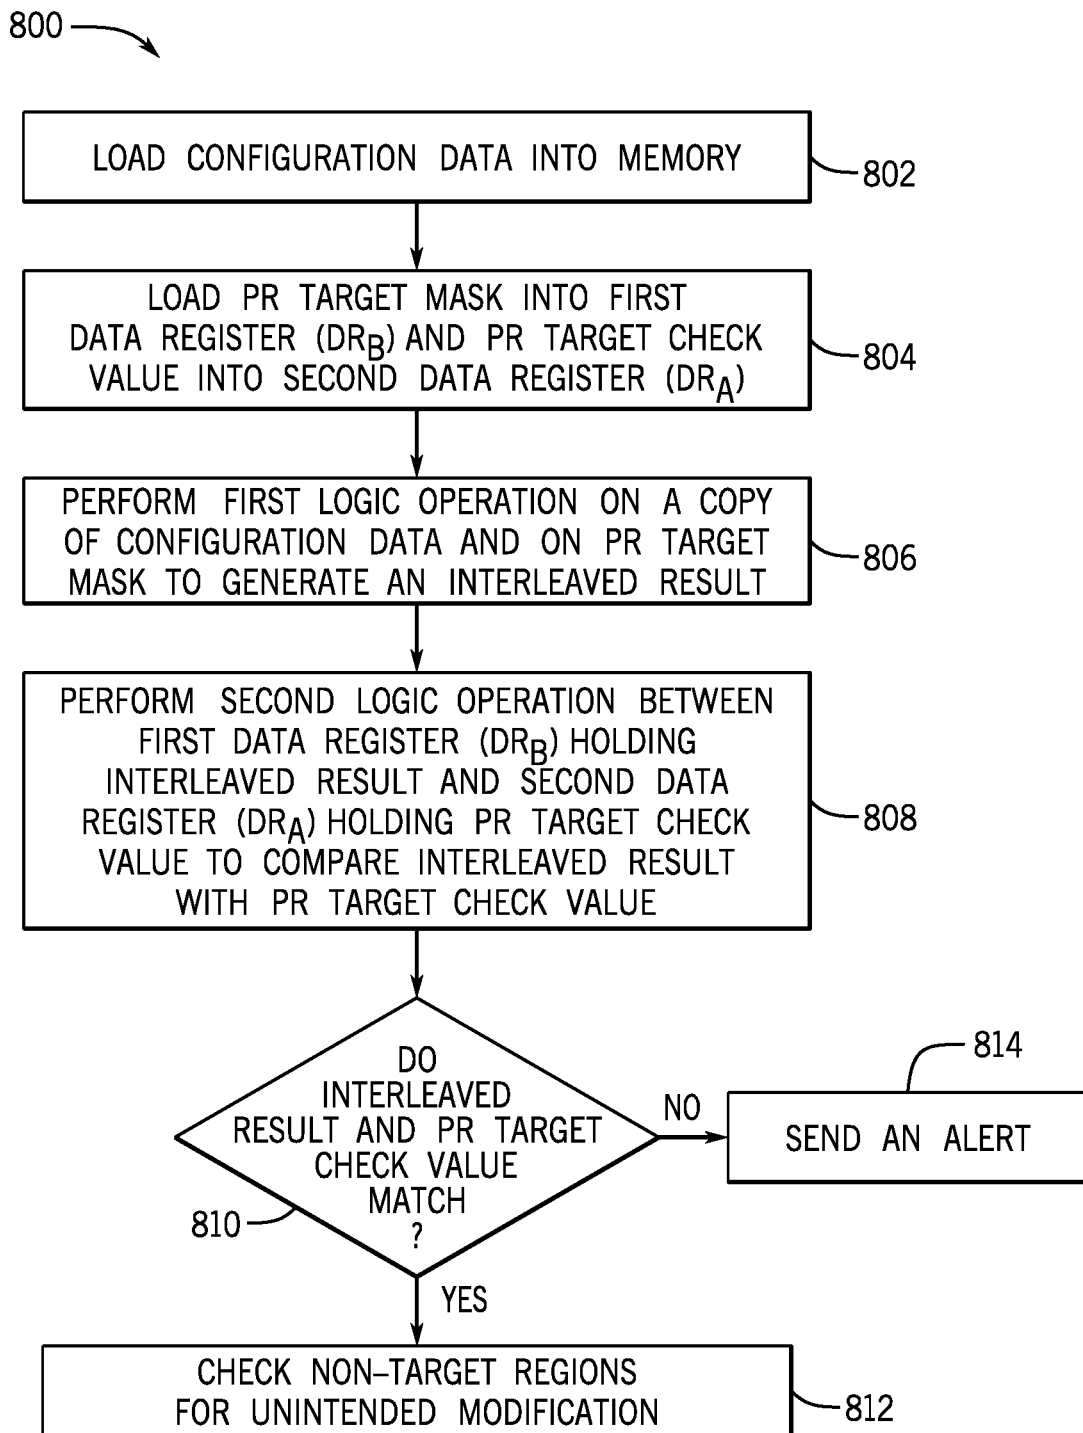 800
LOAD CONFIGURATION DATA INTO MEMORY
802
LOAD PR TARGET MASK INTO FIRST
DATA REGISTER (DRB) AND PR TARGET CHECK
VALUE INTO SECOND DATA REGISTER (DRA)
804
PERFORM FIRST LOGIC OPERATION ON A COPY
OF CONFIGURATION DATA AND ON PR TARGET
MASK TO GENERATE AN INTERLEAVED RESULT
806
PERFORM SECOND LOGIC OPERATION BETWEEN
FIRST DATA REGISTER (DRB) HOLDING
INTERLEAVED RESULT AND SECOND DATA
REGISTER (DRA) HOLDING PR TARGET CHECK
VALUE TO COMPARE INTERLEAVED RESULT
WITH PR TARGET CHECK VALUE
808
DO
INTERLEAVED
RESULT AND PR TARGET
CHECK VALUE
MATCH
?
810
NO
814
SEND AN ALERT
YES
CHECK NON–TARGET REGIONS
FOR UNINTENDED MODIFICATION
812